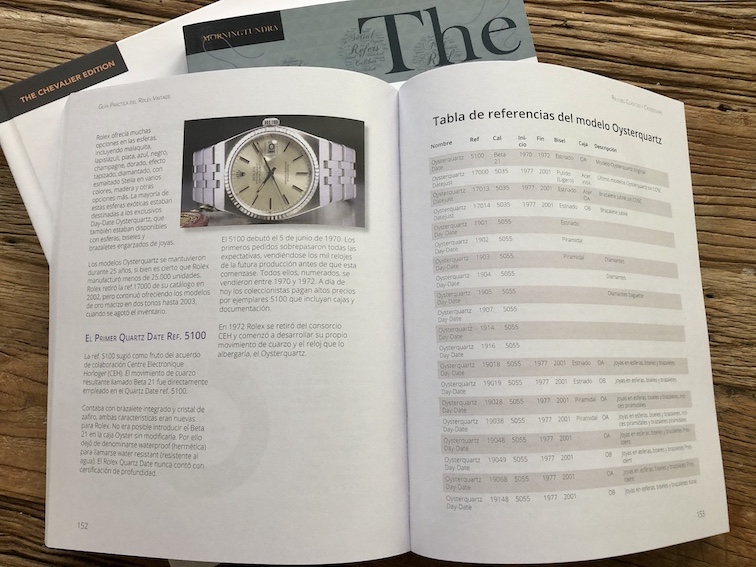 MORNINGTUNDRA
The
THE CHEVALIER EDITION
GUÍA PRÁCTICA DEL ROLEX VINTAGE
Rolex ofrecía muchas
opciones en las esferas,
incluyendo malaquita,
lapislázuli, plata, azul, negro,
champagne, dorado, efecto
tapizado, diamantado, con
esmaltado Stella en varios
colores, madera y otras
opciones más. La mayoría de
estas esferas exóticas estaban
destinadas a los exclusivos
Day-Date Oysterquartz, que
también estaban disponibles
con esferas, biseles y
brazaletes engarzados de joyas.
Los modelos Oysterquartz se mantuvieron
durante 25 años, si bien es cierto que Rolex
manufacturó menos de 25.000 unidades.
Rolex retiró la ref 17000 de su catálogo en
2002, pero continuó ofreciendo los modelos
de oro macizo y en dos tonos hasta 2003,
cuando se agotó el inventario.
EL PRIMER QUARTZ DATE REF. 5100
La ref. 5100 sugió como fruto del acuerdo
de colaboración Centre Electronique
Horloger (CEH). El movimiento de cuarzo
resultante llamado Beta 21 fue directamente
empleado en el Quartz Date ref. 5100.
Contaba con brazalete integrado y cristal de
zafiro, ambas características eran nuevas
para Rolex. No era posible introducir el Beta
21 en la caja Oyster sin modificarla. Por ello
dejó de denominarse waterproof (hermética)
para llamarse water resistant (resistente al
agua). El Rolex Quartz Date nunca contó con
certificación de profundidad.
El 5100 debutó el 5 de junio de 1970. Los
primeros pedidos sobrepasaron todas las
expectativas, vendiéndose los mil relojes
de la futura producción antes de que esta
comenzase. Todos ellos, numerados, se
vendieron entre 1970 y 1972. A día de
hoy los coleccionistas pagan altos precios
por ejemplares 5100 que incluyan cajas y
documentación.
En 1972 Rolex se retiró del consorcio
CEH y comenzó a desarrollar su propio
movimiento de cuarzo y el reloj que lo
albergaría, el Oysterquartz.
152
Tabla de referencias del modelo Oysterquartz
Nombre Ref Cal Ini-cio Fin Bisel Caja Descripción
Oysterquartz Date 5100 Beta 21 1970 1972 Estriado OA Modelo Oysterquartz original
Oysterquartz Datejust 17000 5035 1977 2001 Pulido (Ligero)
Oysterquartz Datejust 17013 5035 1977 2001 Estriado
Oysterquartz Datejust 17014 5035 1977 2001 Estriado OB Brazalete Jubilé
Oysterquartz Day-Date 1901 5055 Estriado
Oysterquartz Day-Date 1902 5055 Piramidal
Oysterquartz Day-Date 1903 5055 Piramidal Diamantes
Oysterquartz Day-Date 1904 5055 Diamantes
Oysterquartz Day-Date 1905 5055 Diamantes baguete
Oysterquartz Day-Date 1907 5055
Oysterquartz Day-Date 1914 5055
Oysterquartz Day-Date 1916 5055
Oysterquartz Day-Date 19018 5055 1977 2001 Estriado OA Joyas en esferas, biseles y brazaletes.
Oysterquartz Day-Date 19019 5055 1977 2001 Estriado OB Joyas en esferas, biseles y brazaletes.
Oysterquartz Day-Date 19028 5055 1977 2001 Piramidal OA Joyas en esferas, biseles y brazaletes,
Oysterquartz Day-Date 19038 5055 1977 2001 Piramidal OA Joyas en esferas, biseles y brazaletes,
Oysterquartz Day-Date 19048 5055 1977 2001 OA Joyas en esferas, biseles y brazaletes
Oysterquartz Day-Date 19049 5055 1977 2001 OB Joyas en esferas, biseles y brazaletes
Oysterquartz Day-Date 19068 5055 1977 2001 OA Joyas en esferas, biseles y brazaletes
Oysterquartz Day-Date 19148 5055 1977 2001 OB Joyas en esferas, biseles y brazaletes
153